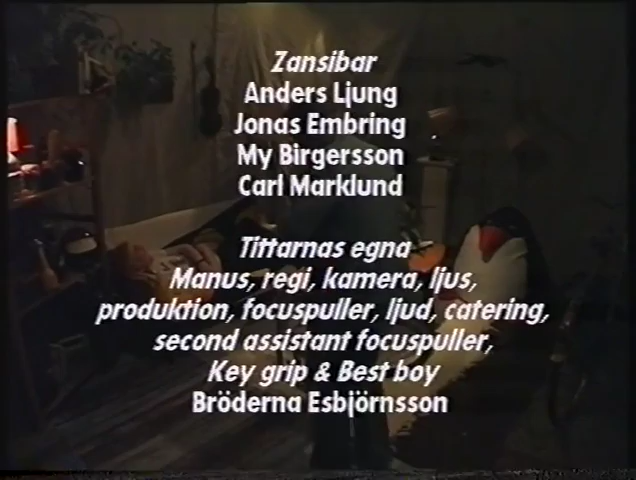 Zansibar
Anders Ljung
Jonas Embring
My Birgersson
Carl Marklund
Tittarnas egna
Manus, regi, kamera, ljus,
produktion, focuspuller, ljud, catering,
second assistant focuspuller,
Key grip & Best boy
Bröderna Esbjörnsson